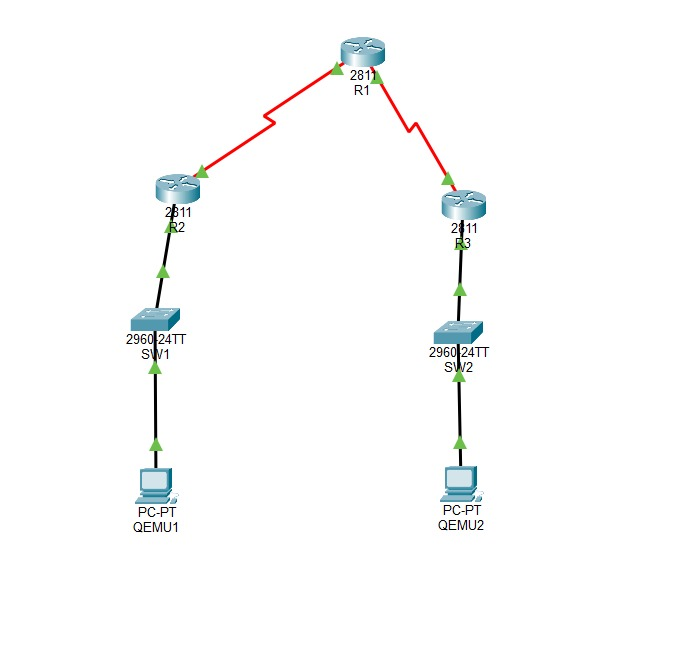 2811
R1
2811
R2
2811
R3
2960-24TT
SW1
2960-24TT
SW2
PC-PT
QEMU1
PC-PT
QEMU2